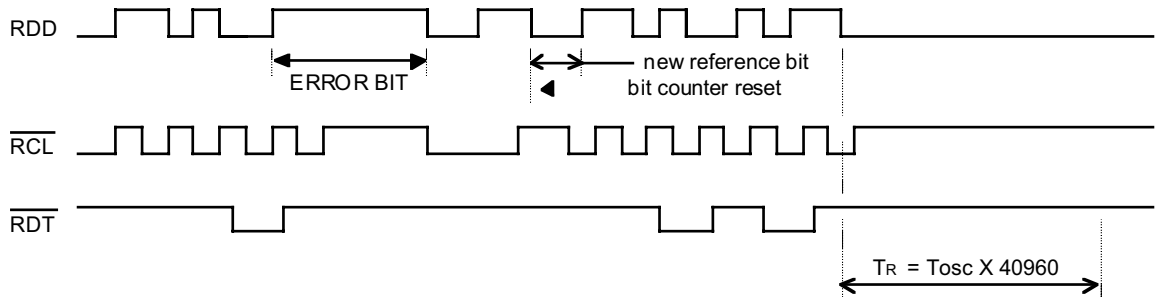 RDD
new reference bit
ERROR BIT
bit counter reset
RCL
RDT
TR = Tosc X 40960